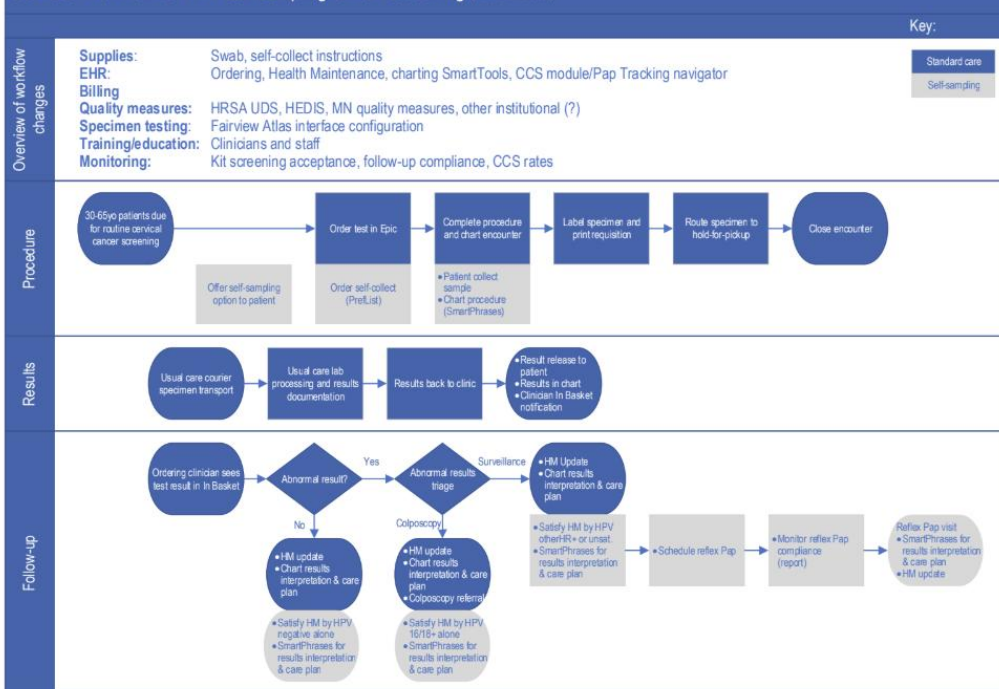 Key:
Overview of workflow
changes
Supplies: Swab, self-collect instructions
EHR: Ordering, Health Maintenance, charting SmartTools, CCS module/Pap Tracking navigator
Billing
Quality measures: HRSA UDS, HEDIS, MN quality measures, other institutional (?)
Specimen testing: Fairview Atlas interface configuration
Training/education: Clinicians and staff
Monitoring: Kit screening acceptance, follow-up compliance, CCS rates
Standard care
Self-sampling
Procedure
30-65yo patients due
for routine cervical
cancer screening
Order test in Epic
Complete procedure
and chart encounter
Label specimen and
print requisition
Route specimen to
hold-for-pickup
Close encounter
Offer self-sampling
option to patient
Order self-collect
(PrefList)
•Patient collect
sample
•Chart procedure
(SmartPhrases)
Results
Usual care courier
specimen transport
Usual care lab
processing and results
documentation
Results back to clinic
•Result release to
patient
•Results in chart
•Clinician In Basket
notification
Follow-up
Ordering clinician sees
test result in In Basket
Abnormal result?
Yes
Abnormal results
triage
Surveillance
•HM Update
•Chart results
interpretation & care
plan
No
•HM update
•Chart results
interpretation & care
plan
Colposcopy
•HM update
•Chart results
interpretation & care
plan
•Colposcopy referral
•Satisfy HM by HPV
otherHR+ or unsat.
•SmartPhrases for
results interpretation
& care plan
•Schedule reflex Pap
•Monitor reflex Pap
compliance
(report)
Reflex Pap visit
•SmartPhrases for
results interpretation
& care plan
•HM update
•Satisfy HM by HPV
negative alone
•SmartPhrases for
results interpretation
& care plan
•Satisfy HM by HPV
16/18+ alone
•SmartPhrases for
results interpretation
& care plan